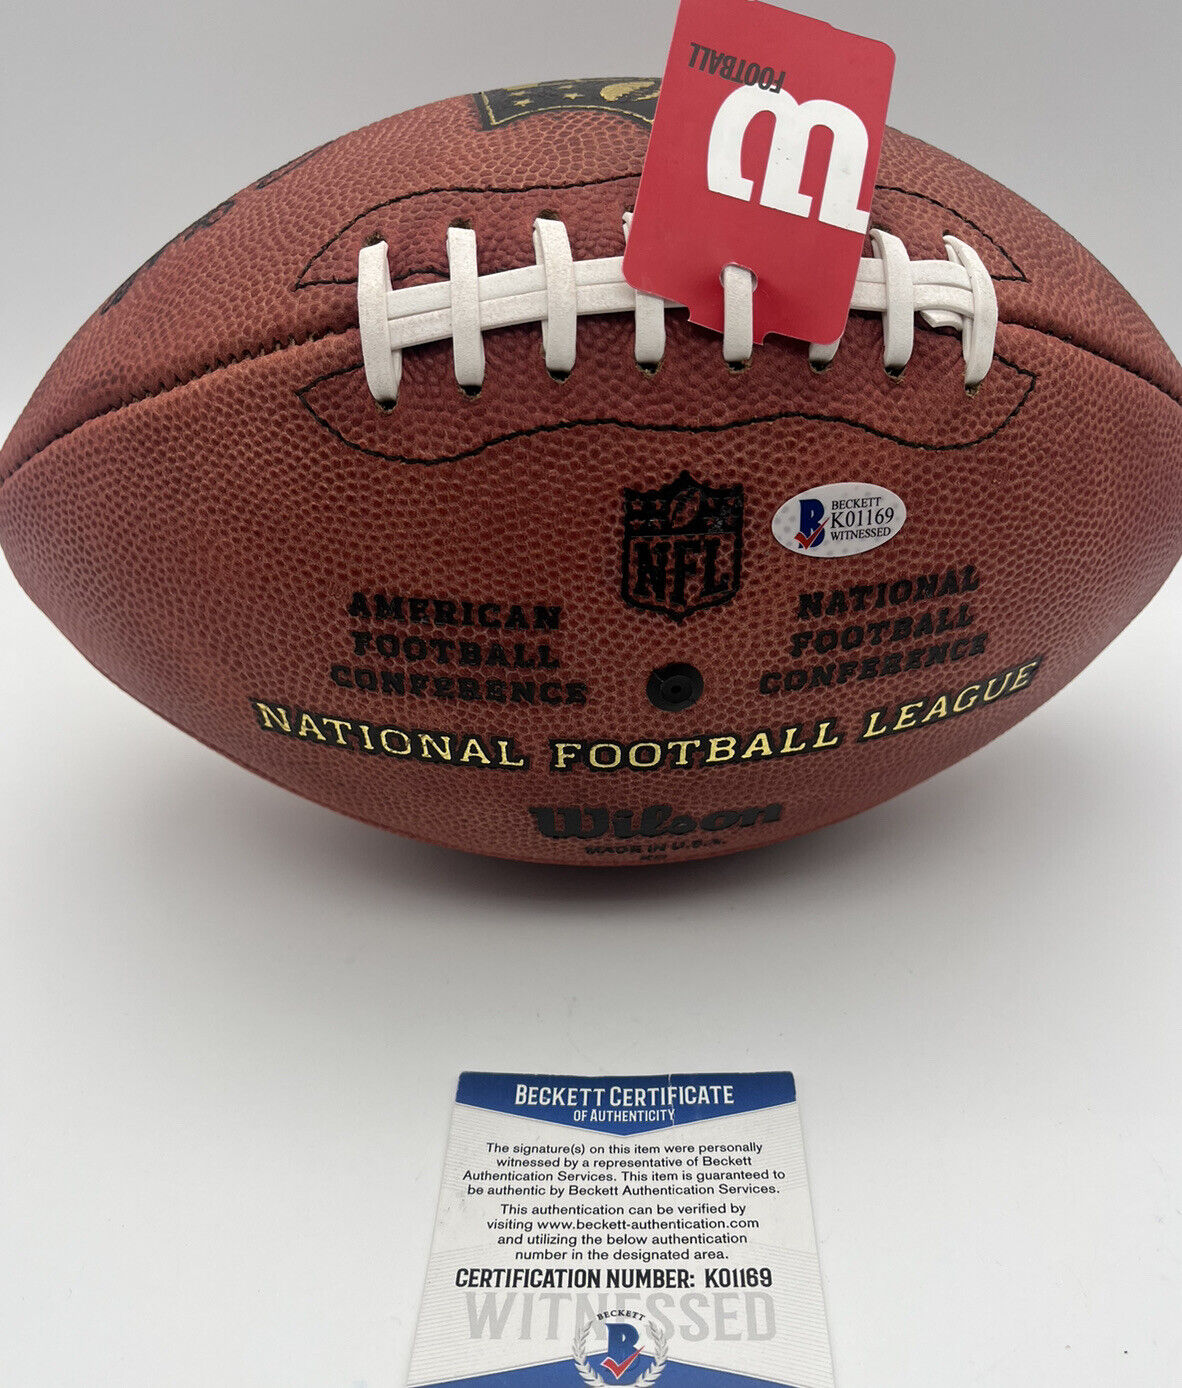 FOOTBALL
W
NFL
BECKETT
K01169
WITNESSED
AMERICAN
FOOTBALL
CONFERENCE
NATIONAL
FOOTBALL
CONFERENCE
NATIONAL FOOTBALL LEAGUE
Wilson
MADE IN U.S.A.
BECKETT CERTIFICATE
OF AUTHENTICITY
The signature(s) on this item were personally
witnessed by a representative of Beckett
Authentication Services. This item is guaranteed to
be authentic by Beckett Authentication Services.
This authentication can be verified by
visiting www.beckett-authentication.com
and utilizing the below authentication
number in the designated area.
CERTIFICATION NUMBER: K01169
WITNESSED
BECKETT
B